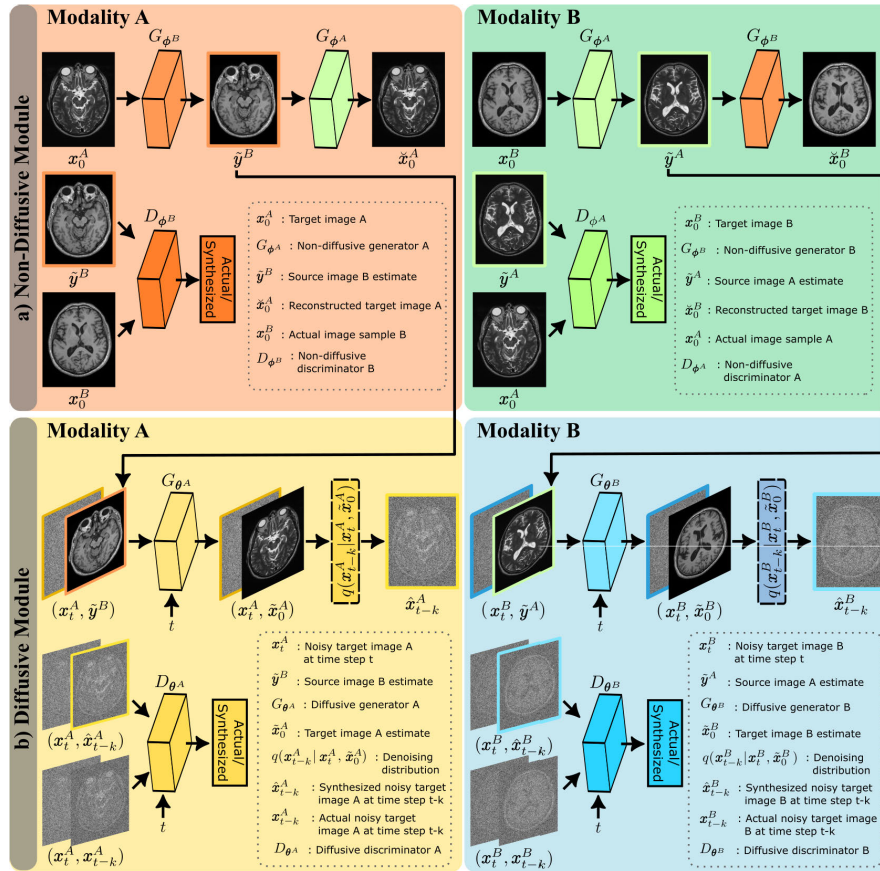 a) Non-Diffusive Module
Modality A
G_{ϕ^B}
G_{ϕ^A}
x_0^A
ỹ^B
x̆_0^A
ỹ^B
D_{ϕ^B}
Actual/
Synthesized
x_0^B
x_0^A : Target image A
G_{ϕ^A} : Non-diffusive generator A
ỹ^B : Source image B estimate
x̆_0^A : Reconstructed target image A
x_0^B : Actual image sample B
D_{ϕ^B} : Non-diffusive
discriminator B
Modality B
G_{ϕ^A}
G_{ϕ^B}
x_0^B
ỹ^A
x̆_0^B
ỹ^A
D_{ϕ^A}
Actual/
Synthesized
x_0^A
x_0^B : Target image B
G_{ϕ^B} : Non-diffusive generator B
ỹ^A : Source image A estimate
x̆_0^B : Reconstructed target image B
x_0^A : Actual image sample A
D_{ϕ^A} : Non-diffusive
discriminator A
b) Diffusive Module
Modality A
G_{θ^A}
q(x_{t-k}^A|x_t^A, x̃_0^A)
(x_t^A, ỹ^B)
t
(x_t^A, x̃_0^A)
x̂_{t-k}^A
D_{θ^A}
Actual/
Synthesized
(x_t^A, x̂_{t-k}^A)
t
(x_t^A, x_{t-k}^A)
x_t^A : Noisy target image A
at time step t
ỹ^B : Source image B estimate
G_{θ^A} : Diffusive generator A
x̃_0^A : Target image A estimate
q(x_{t-k}^A|x_t^A, x̃_0^A) : Denoising
distribution
x̂_{t-k}^A : Synthesized noisy target
image A at time step t-k
x_{t-k}^A : Actual noisy target
image A at time step t-k
D_{θ^A} : Diffusive discriminator A
Modality B
G_{θ^B}
q(x_{t-k}^B|x_t^B, x̃_0^B)
(x_t^B, ỹ^A)
t
(x_t^B, x̃_0^B)
x̂_{t-k}^B
D_{θ^B}
Actual/
Synthesized
(x_t^B, x̂_{t-k}^B)
t
(x_t^B, x_{t-k}^B)
x_t^B : Noisy target image B
at time step t
ỹ^A : Source image A estimate
G_{θ^B} : Diffusive generator B
x̃_0^B : Target image B estimate
q(x_{t-k}^B|x_t^B, x̃_0^B) : Denoising
distribution
x̂_{t-k}^B : Synthesized noisy target
image B at time step t-k
x_{t-k}^B : Actual noisy target image
B at time step t-k
D_{θ^B} : Diffusive discriminator B